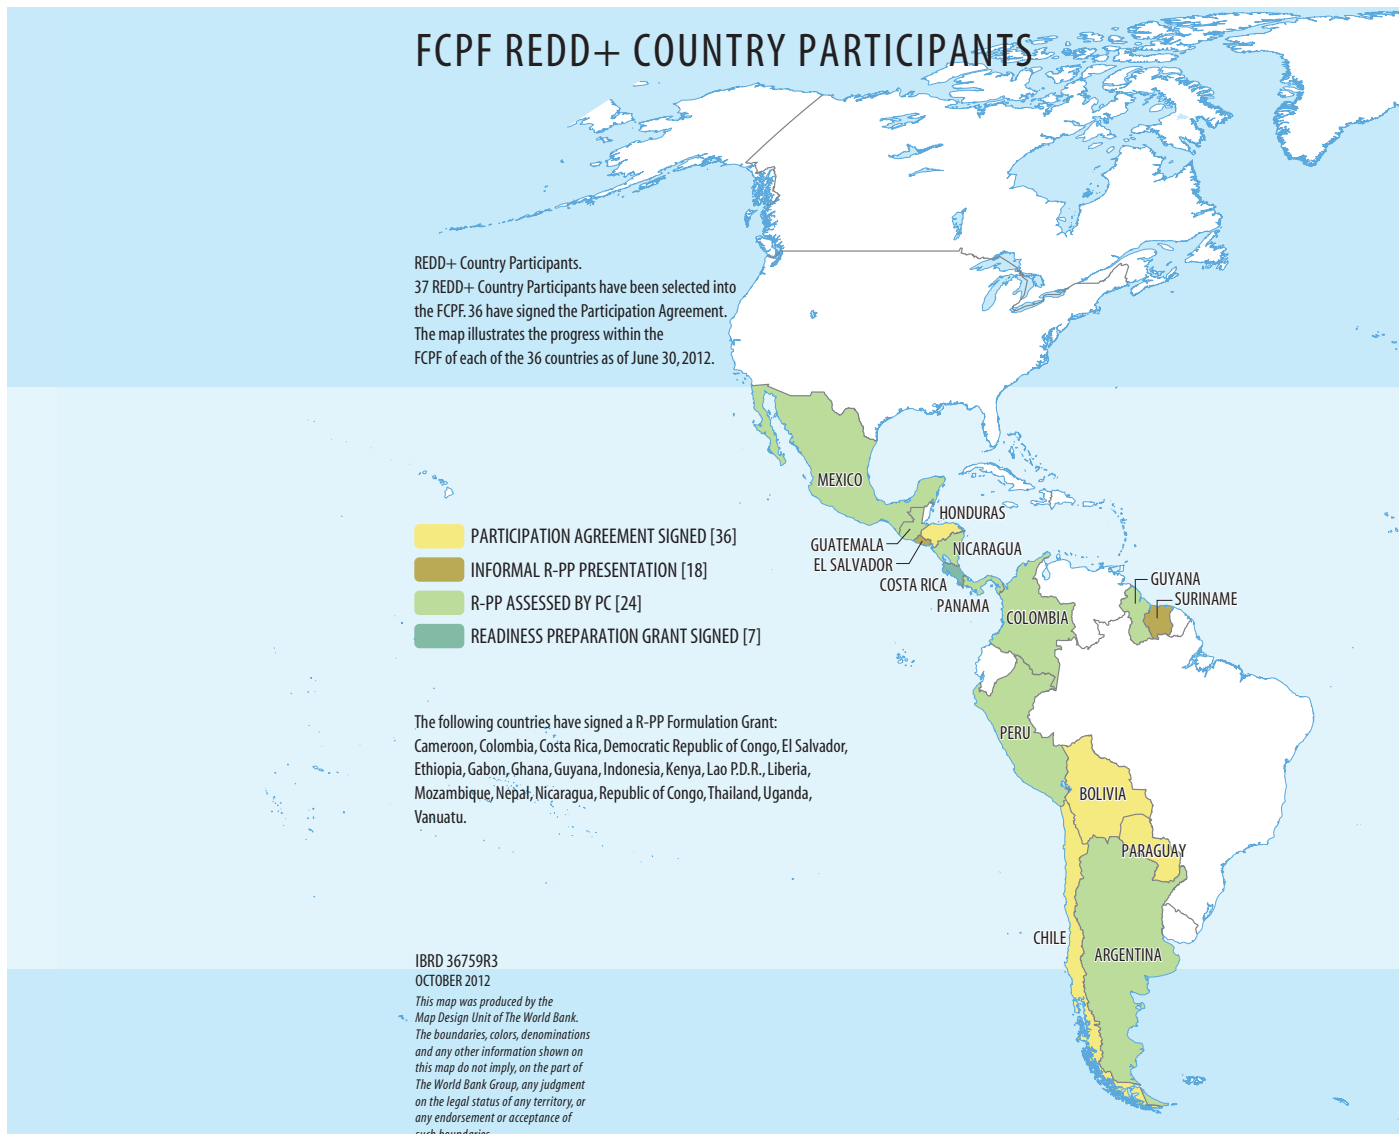 FCPF REDD+ COUNTRY PARTICIPANTS
REDD+ Country Participants.
37 REDD+ Country Participants have been selected into
the FCPF. 36 have signed the Participation Agreement.
The map illustrates the progress within the
FCPF of each of the 36 countries as of June 30, 2012.
MEXICO
HONDURAS
GUATEMALA
NICARAGUA
EL SALVADOR
COSTA RICA
PANAMA
GUYANA
SURINAME
COLOMBIA
PARTICIPATION AGREEMENT SIGNED [36]
INFORMAL R-PP PRESENTATION [18]
R-PP ASSESSED BY PC [24]
READINESS PREPARATION GRANT SIGNED [7]
The following countries have signed a R-PP Formulation Grant:
Cameroon, Colombia, Costa Rica, Democratic Republic of Congo, El Salvador,
Ethiopia, Gabon, Ghana, Guyana, Indonesia, Kenya, Lao P.D.R., Liberia,
Mozambique, Nepal, Nicaragua, Republic of Congo, Thailand, Uganda,
Vanuatu.
PERU
BOLIVIA
PARAGUAY
CHILE
ARGENTINA
IBRD 36759R3
OCTOBER 2012
This map was produced by the
Map Design Unit of The World Bank.
The boundaries, colors, denominations
and any other information shown on
this map do not imply, on the part of
The World Bank Group, any judgment
on the legal status of any territory, or
any endorsement or acceptance of
such boundaries.